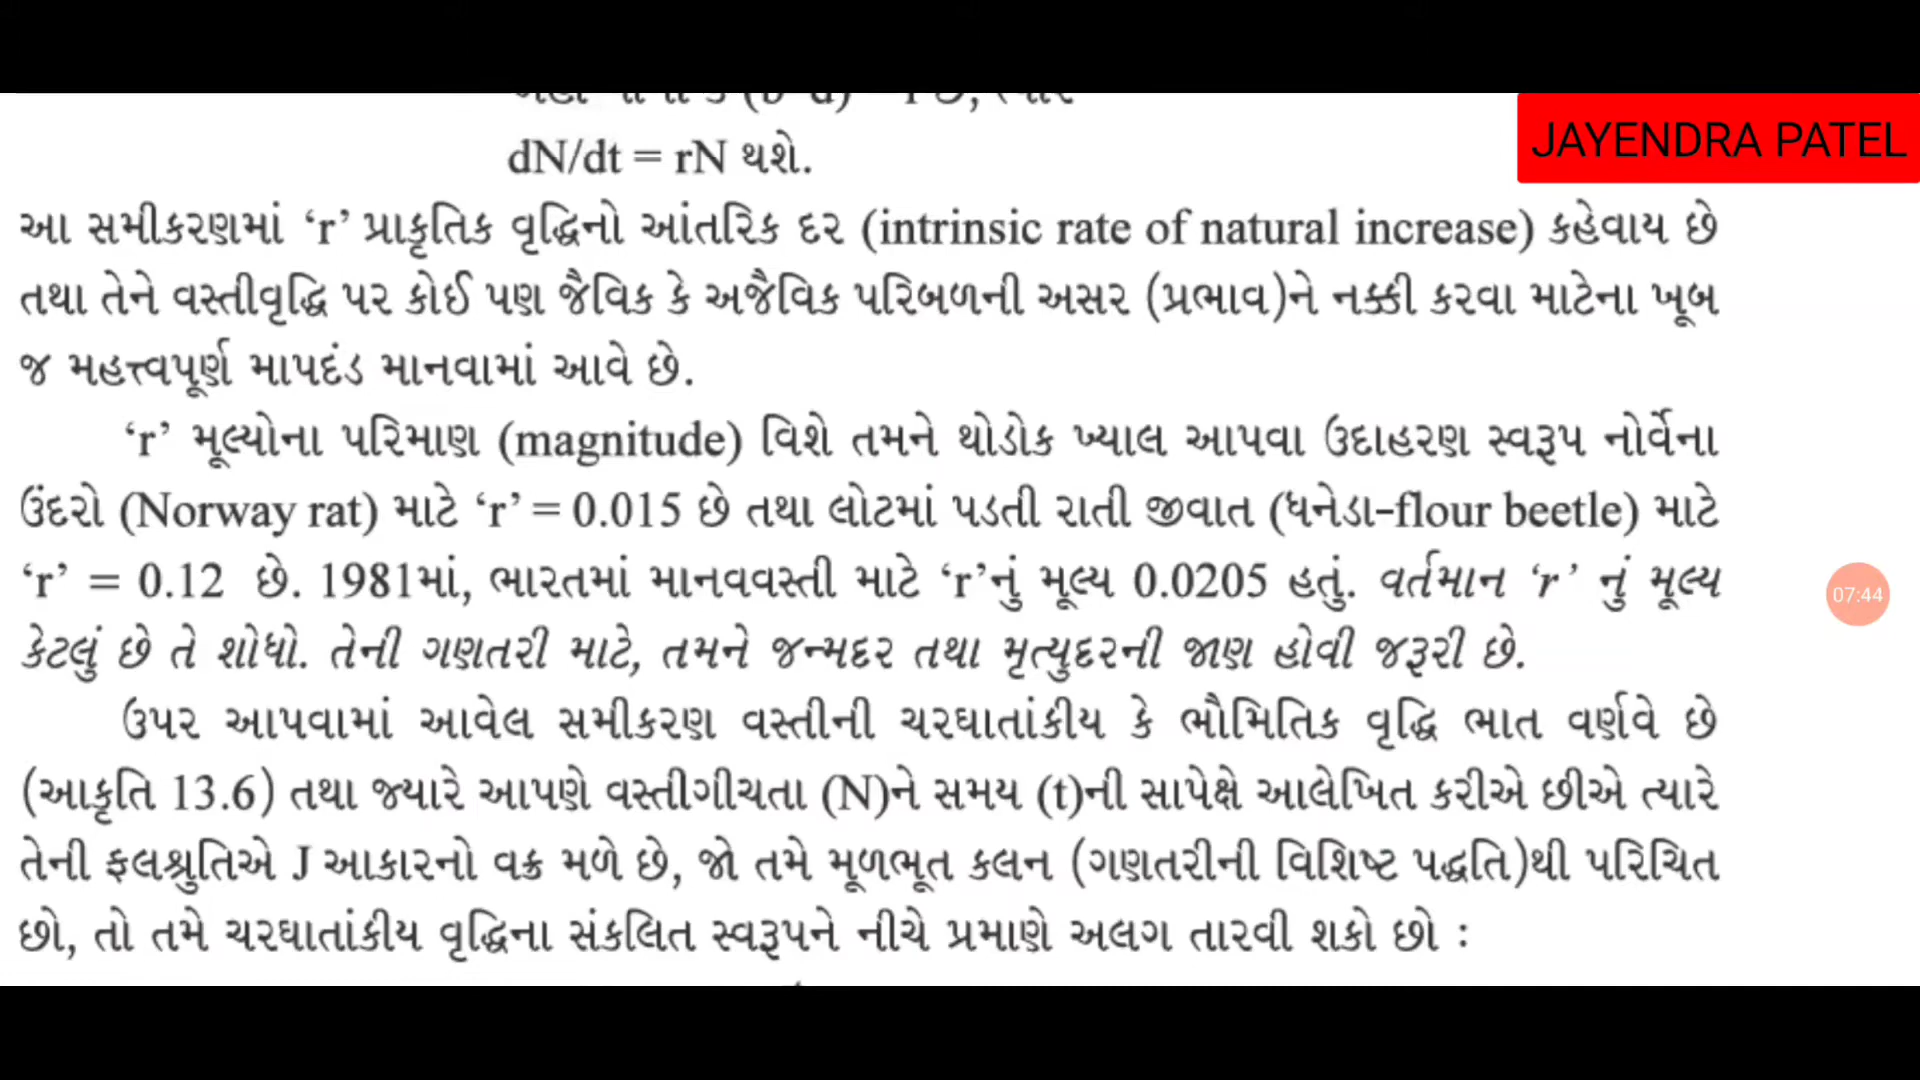 dN/dt = rN થશે.
JAYENDRA PATEL
આ સમીકરણમાં ‘r’ પ્રાકૃતિક વૃદ્ધિનો આંતરિક દર (intrinsic rate of natural increase) કહેવાય છે
તથા તેને વસ્તીવૃદ્ધિ પર કોઈ પણ જૈવિક કે અજૈવિક પરિબળની અસર (પ્રભાવ)ને નક્કી કરવા માટેના ખૂબ
જ મહત્ત્વપૂર્ણ માપદંડ માનવામાં આવે છે.
‘r’ મૂલ્યોના પરિમાણ (magnitude) વિશે તમને થોડોક ખ્યાલ આપવા ઉદાહરણ સ્વરૂપ નોર્વેના
ઉંદરો (Norway rat) માટે ‘r’ = 0.015 છે તથા લોટમાં પડતી રાતી જીવાત (ધનેડા-flour beetle) માટે
‘r’ = 0.12 છે. 1981માં, ભારતમાં માનવવસ્તી માટે ‘r’નું મૂલ્ય 0.0205 હતું. વર્તમાન ‘r’ નું મૂલ્ય
07:44
કેટલું છે તે શોધો. તેની ગણતરી માટે, તમને જન્મદર તથા મૃત્યુદરની જાણ હોવી જરૂરી છે.
ઉપર આપવામાં આવેલ સમીકરણ વસ્તીની ચરઘાતાંકીય કે ભૌમિતિક વૃદ્ધિ ભાત વર્ણવે છે
(આકૃતિ 13.6) તથા જ્યારે આપણે વસ્તીગીચતા (N)ને સમય (t)ની સાપેક્ષે આલેખિત કરીએ છીએ ત્યારે
તેની ફલશ્રુતિએ J આકારનો વક્ર મળે છે, જો તમે મૂળભૂત કલન (ગણતરીની વિશિષ્ટ પદ્ધતિ)થી પરિચિત
છો, તો તમે ચરઘાતાંકીય વૃદ્ધિના સંકલિત સ્વરૂપને નીચે પ્રમાણે અલગ તારવી શકો છો :